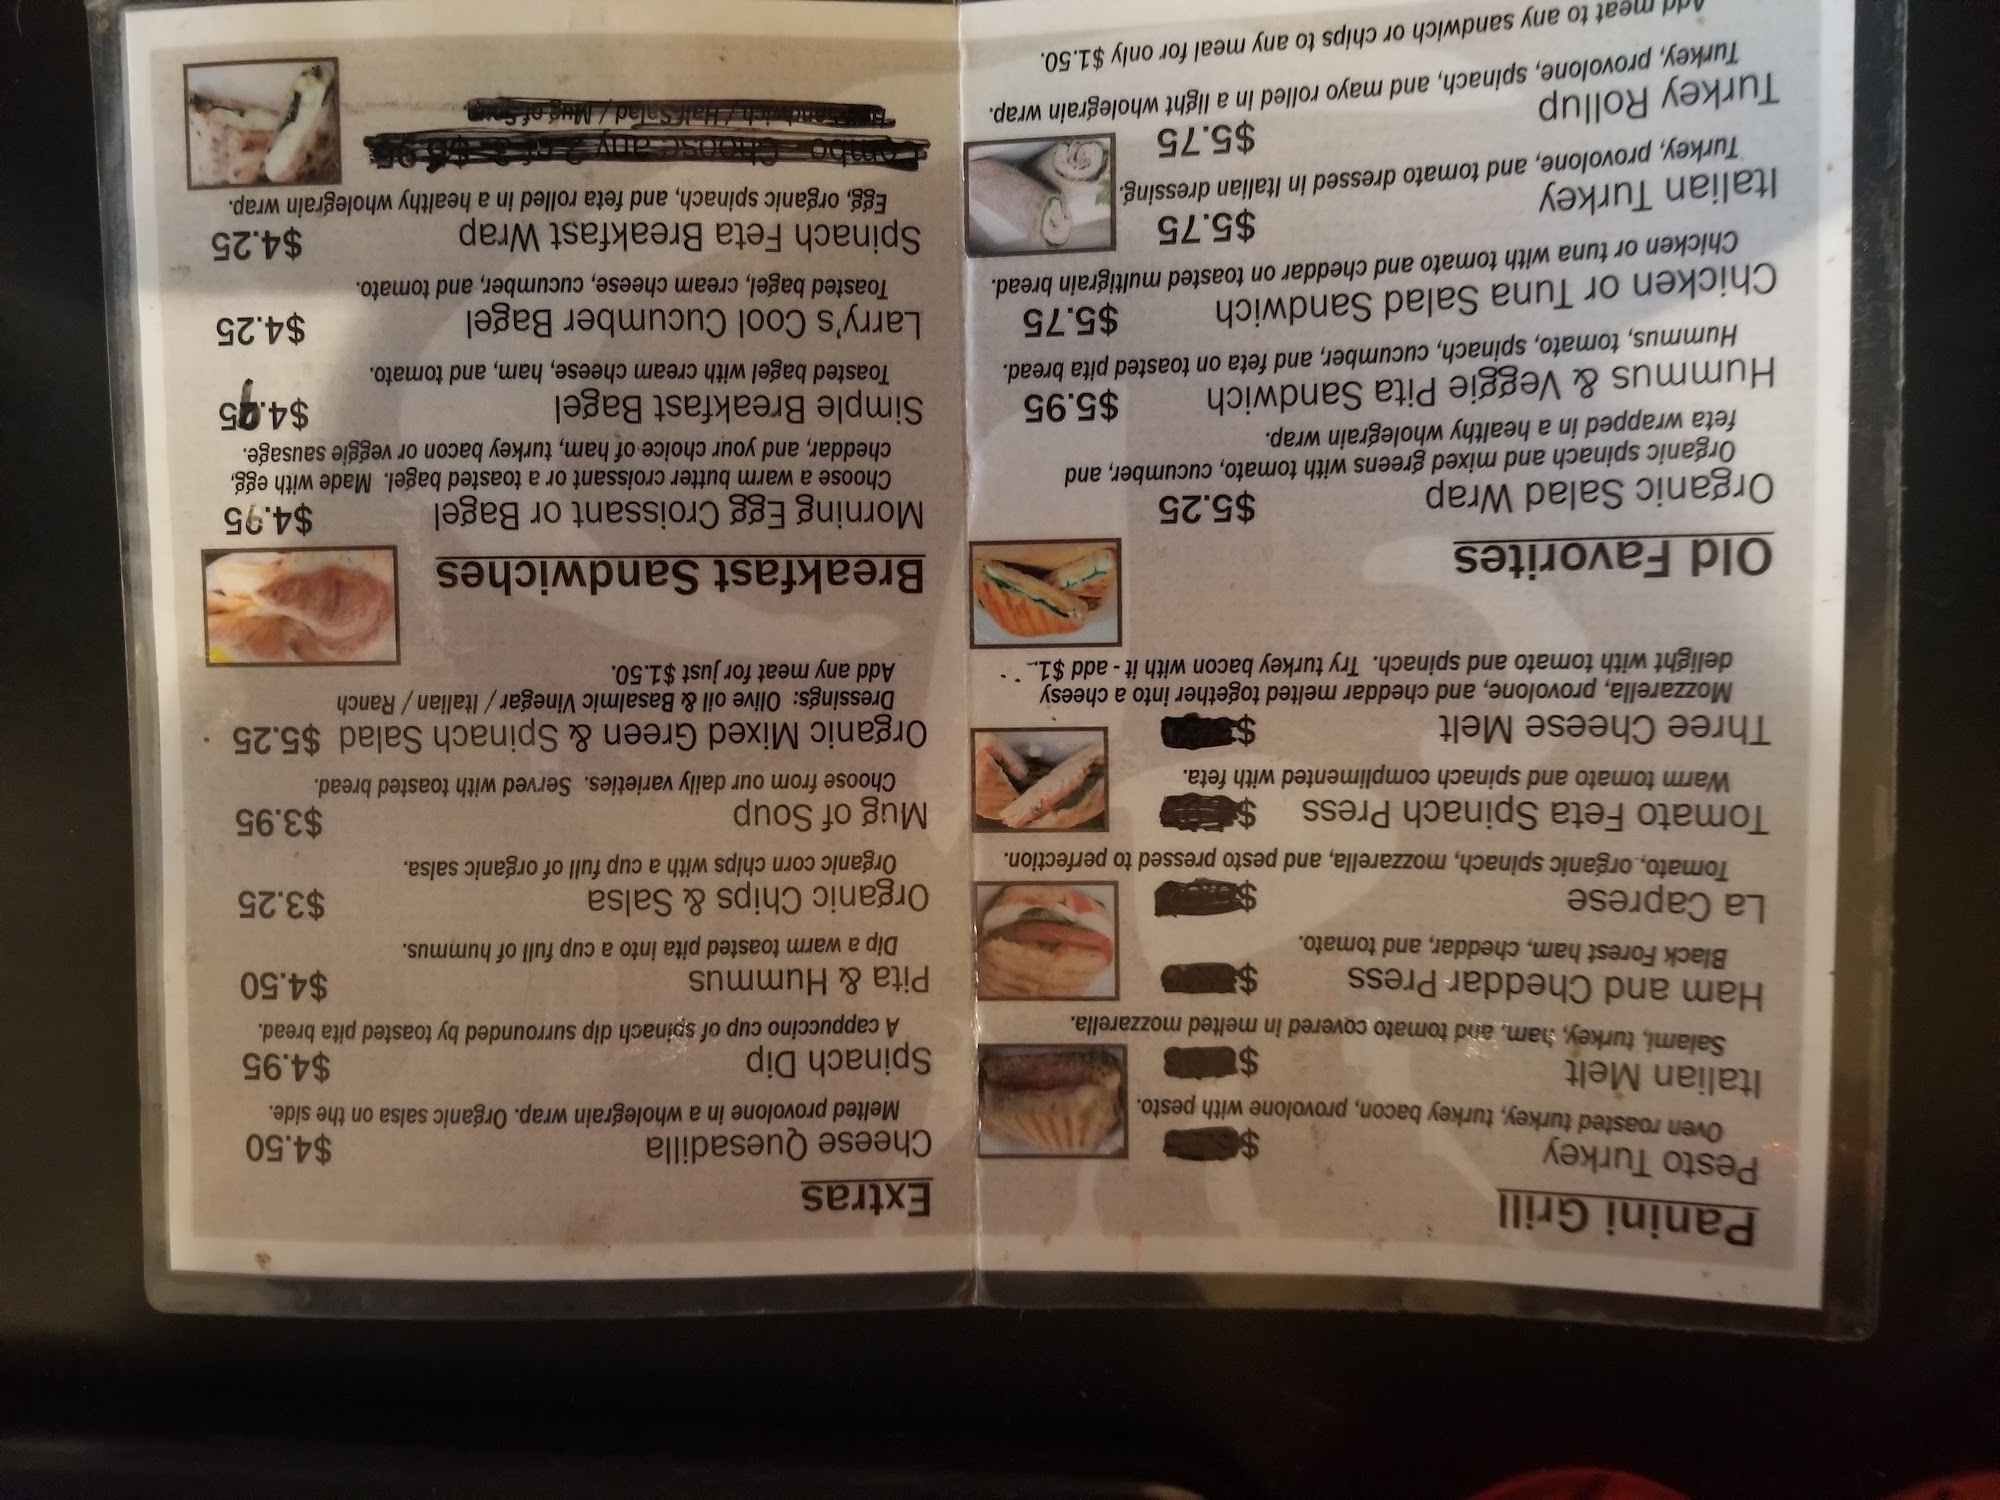 Panini Grill
Pesto Turkey $
Oven roasted turkey, turkey bacon, provolone with pesto.
Italian Melt $
Salami, turkey, ham, and tomato covered in melted mozzarella.
Ham and Cheddar Press $
Black Forest ham, cheddar, and tomato.
La Caprese $
Tomato, organic spinach, mozzarella, and pesto pressed to perfection.
Tomato Feta Spinach Press $
Warm tomato and spinach complimented with feta.
Three Cheese Melt $
Mozzarella, provolone, and cheddar melted together into a cheesy
delight with tomato and spinach. Try turkey bacon with it - add $1.
Old Favorites
Organic Salad Wrap $5.25
Organic spinach and mixed greens with tomato, cucumber, and
feta wrapped in a healthy wholegrain wrap.
Hummus & Veggie Pita Sandwich $5.95
Hummus, tomato, spinach, cucumber, and feta on toasted pita bread.
Chicken or Tuna Salad Sandwich $5.75
Chicken or tuna with tomato and cheddar on toasted multigrain bread.
Italian Turkey $5.75
Turkey, provolone, and tomato dressed in Italian dressing.
Turkey Rollup $5.75
Turkey, provolone, spinach, and mayo rolled in a light wholegrain wrap.
Add meat to any sandwich or chips to any meal for only $1.50.
Extras
Cheese Quesadilla $4.50
Melted provolone in a wholegrain wrap. Organic salsa on the side.
Spinach Dip $4.95
A cappuccino cup of spinach dip surrounded by toasted pita bread.
Pita & Hummus $4.50
Dip a warm toasted pita into a cup full of hummus.
Organic Chips & Salsa $3.25
Organic corn chips with a cup full of organic salsa.
Mug of Soup $3.95
Choose from our daily varieties. Served with toasted bread.
Organic Mixed Green & Spinach Salad $5.25
Dressings: Olive oil & Basalmic Vinegar / Italian / Ranch
Add any meat for just $1.50.
Breakfast Sandwiches
Morning Egg Croissant or Bagel $4.95
Choose a warm butter croissant or a toasted bagel. Made with egg,
cheddar, and your choice of ham, turkey bacon or veggie sausage.
Simple Breakfast Bagel
Toasted bagel with cream cheese, ham, and tomato.
Larry's Cool Cucumber Bagel $4.25
Toasted bagel, cream cheese, cucumber, and tomato.
Spinach Feta Breakfast Wrap $4.25
Egg, organic spinach, and feta rolled in a healthy wholegrain wrap.
Combo Choose any 2 of 3
Sandwich / Half Salad / Mug of Soup